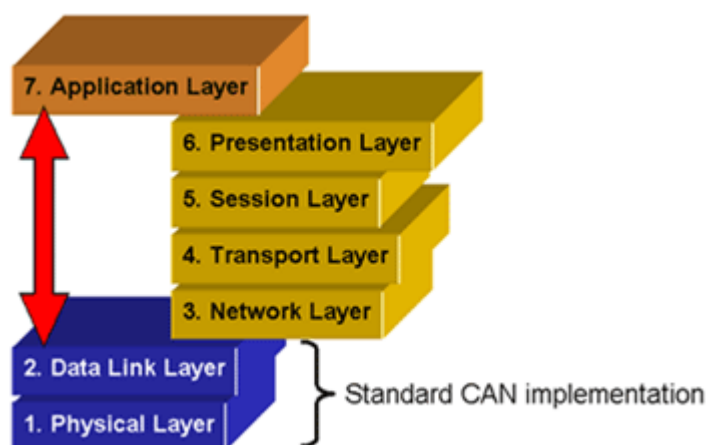 7. Application Layer
6. Presentation Layer
5. Session Layer
4. Transport Layer
3. Network Layer
2. Data Link Layer
1. Physical Layer
Standard CAN implementation